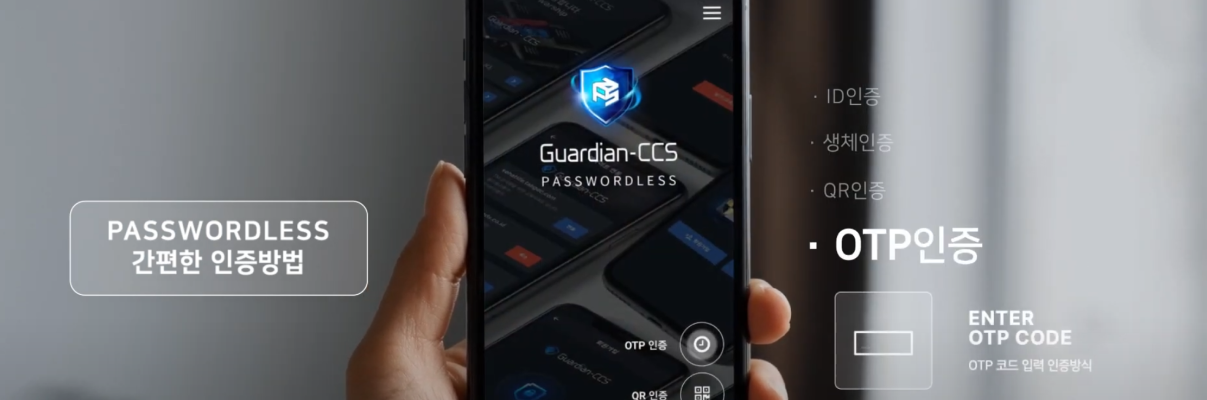 PASSWORDLESS
간편한 인증방법
Guardian-CCS
PASSWORDLESS
OTP 인증
QR 인증
· ID인증
· 생체인증
· QR인증
· OTP인증
ENTER
OTP CODE
OTP 코드 입력 인증방식